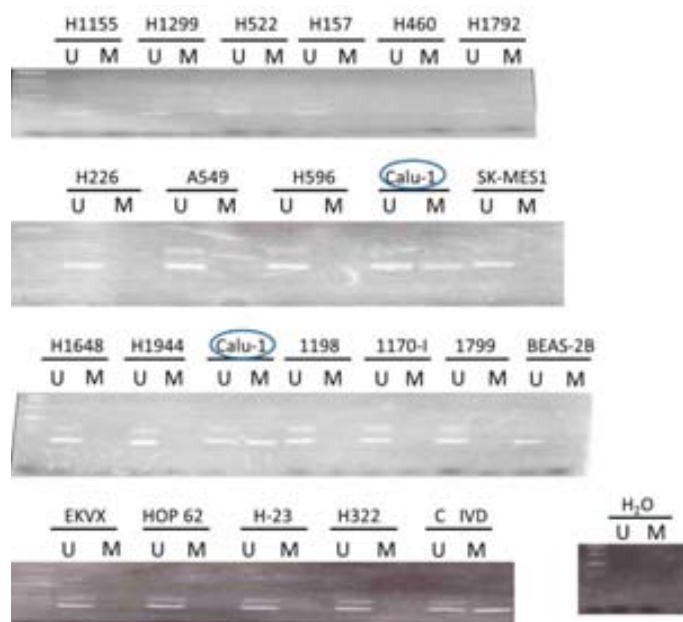 H1155 H1299 H522 H157 H460 H1792
U M U M U M U M U M U M
H226 A549 H596 Calu-1 SK-MES1
U M U M U M U M U M
H1648 H1944 Calu-1 1198 1170-I 1799 BEAS-2B
U M U M U M U M U M U M U M
EKVX HOP 62 H-23 H322 C IVD H₂O
U M U M U M U M U M U M